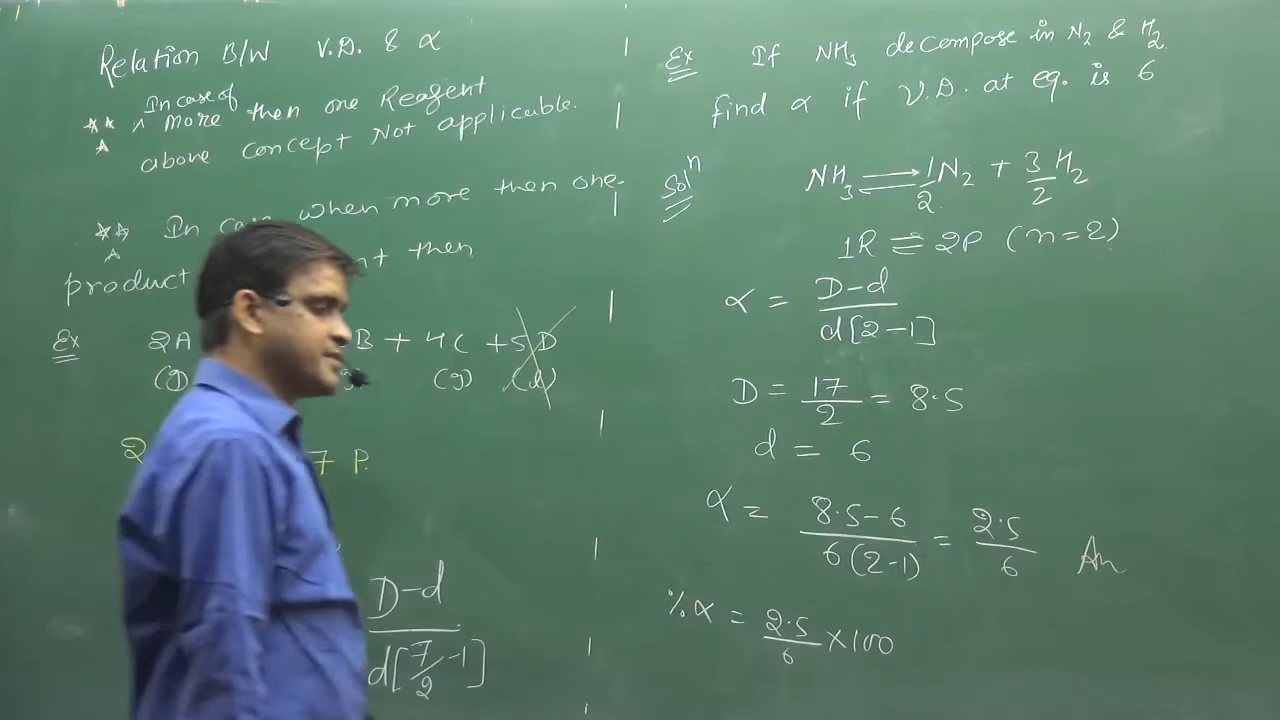 Relation B/W V.D. & α
** In case of
* ^ more then one Reagent
above concept Not applicable.
** In when more then one
* product then
Ex 2A B + 4C + 5D
(g) (g) (l)
2 7 P.
D-d
d[7/2-1]
Ex If NH3 decompose in N2 & H2
find α if V.D. at eq. is 6
Solⁿ NH3 ⇌ 1/2 N2 + 3/2 H2
1R ⇌ 2P (n=2)
α = D-d / d[2-1]
D = 17/2 = 8.5
d = 6
α = 8.5-6 / 6(2-1) = 2.5/6 An
%α = 2.5/6 ×100